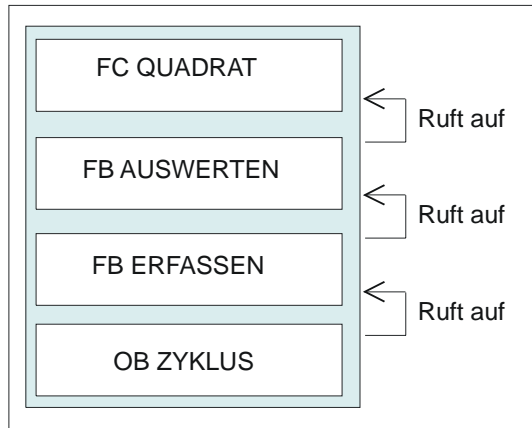 FC QUADRAT
Ruft auf
FB AUSWERTEN
Ruft auf
FB ERFASSEN
Ruft auf
OB ZYKLUS